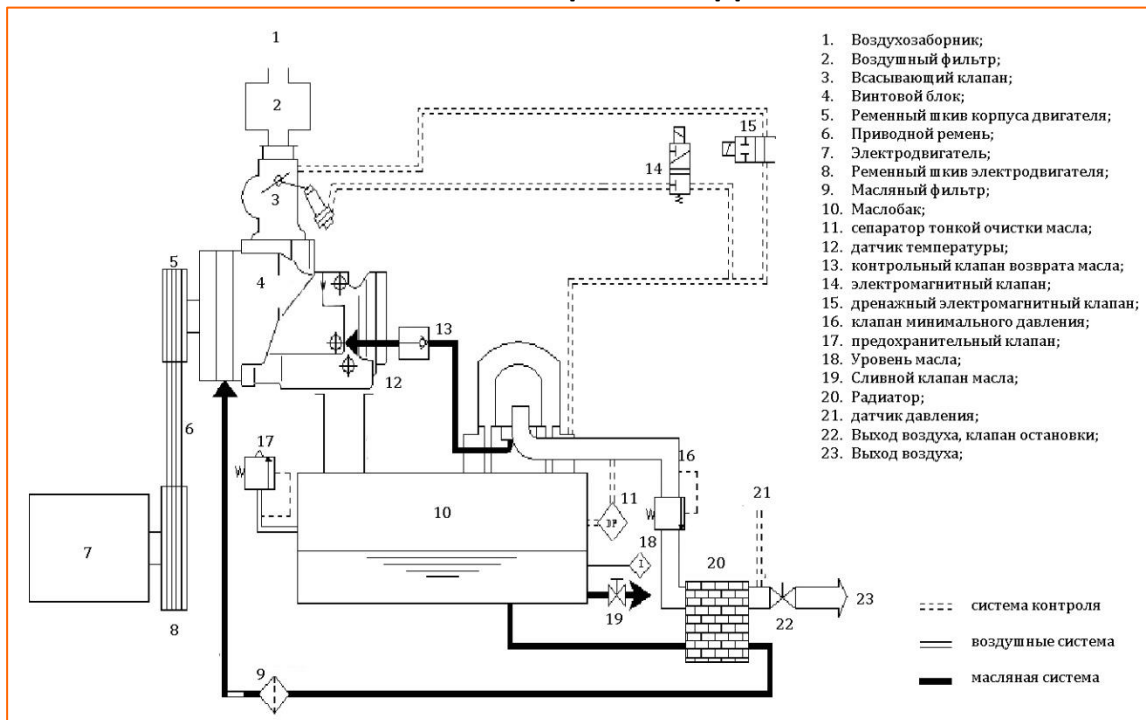 1
2
3
4
5
6
7
8
9
10
11
12
13
14
15
16
17
18
19
20
21
22
23
DP
I
1. Воздухозаборник;
2. Воздушный фильтр;
3. Всасывающий клапан;
4. Винтовой блок;
5. Ременный шкив корпуса двигателя;
6. Приводной ремень;
7. Электродвигатель;
8. Ременный шкив электродвигателя;
9. Масляный фильтр;
10. Маслобак;
11. сепаратор тонкой очистки масла;
12. датчик температуры;
13. контрольный клапан возврата масла;
14. электромагнитный клапан;
15. дренажный электромагнитный клапан;
16. клапан минимального давления;
17. предохранительный клапан;
18. Уровень масла;
19. Сливной клапан масла;
20. Радиатор;
21. датчик давления;
22. Выход воздуха, клапан остановки;
23. Выход воздуха;
система контроля
воздушные система
масляная система